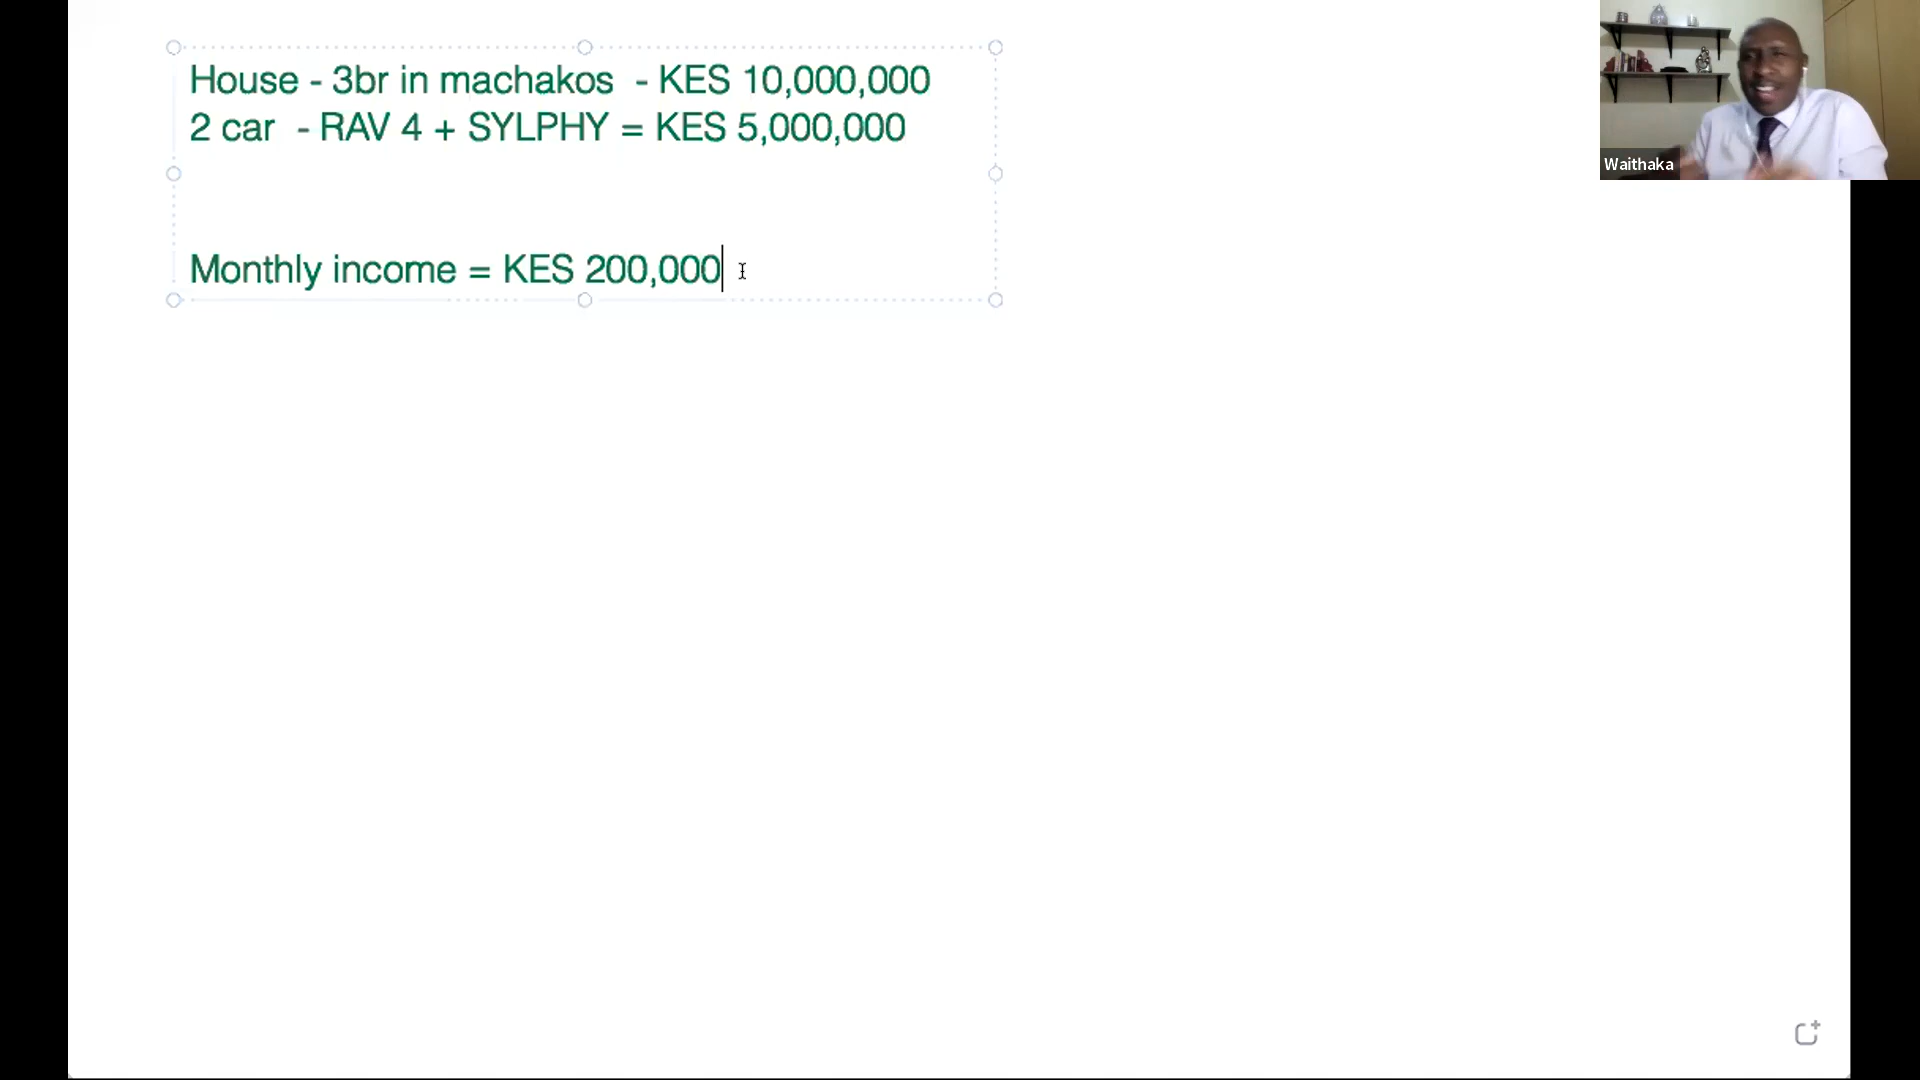 House - 3br in machakos - KES 10,000,000
2 car - RAV 4 + SYLPHY = KES 5,000,000
Monthly income = KES 200,000
Waithaka